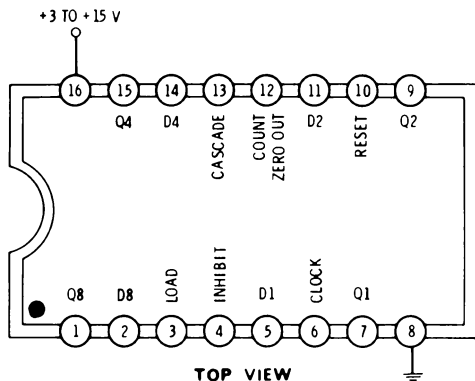 +3 TO +15 V
16 15 14 13 12 11 10 9
Q4 D4 CASCADE COUNT ZERO OUT D2 RESET Q2
Q8 D8 LOAD INHIBIT D1 CLOCK Q1
1 2 3 4 5 6 7 8
TOP VIEW